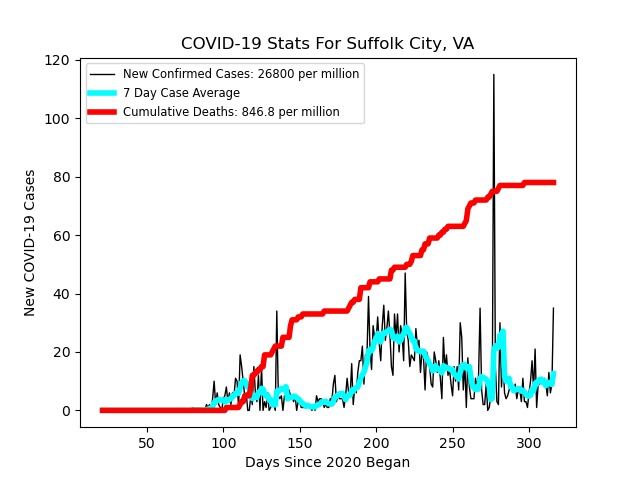 COVID-19 Stats For Suffolk City, VA
New Confirmed Cases: 26800 per million
7 Day Case Average
Cumulative Deaths: 846.8 per million
New COVID-19 Cases
120
100
80
60
40
20
0
50 100 150 200 250 300
Days Since 2020 Began